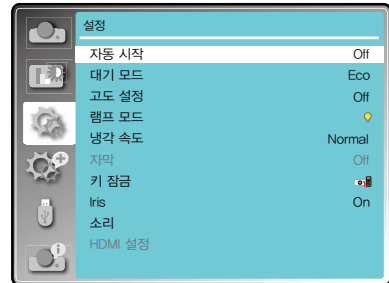 설정
자동 시작 Off
대기 모드 Eco
고도 설정 Off
램프 모드
냉각 속도 Normal
자막 Off
키 잠금
Iris On
소리
HDMI 설정